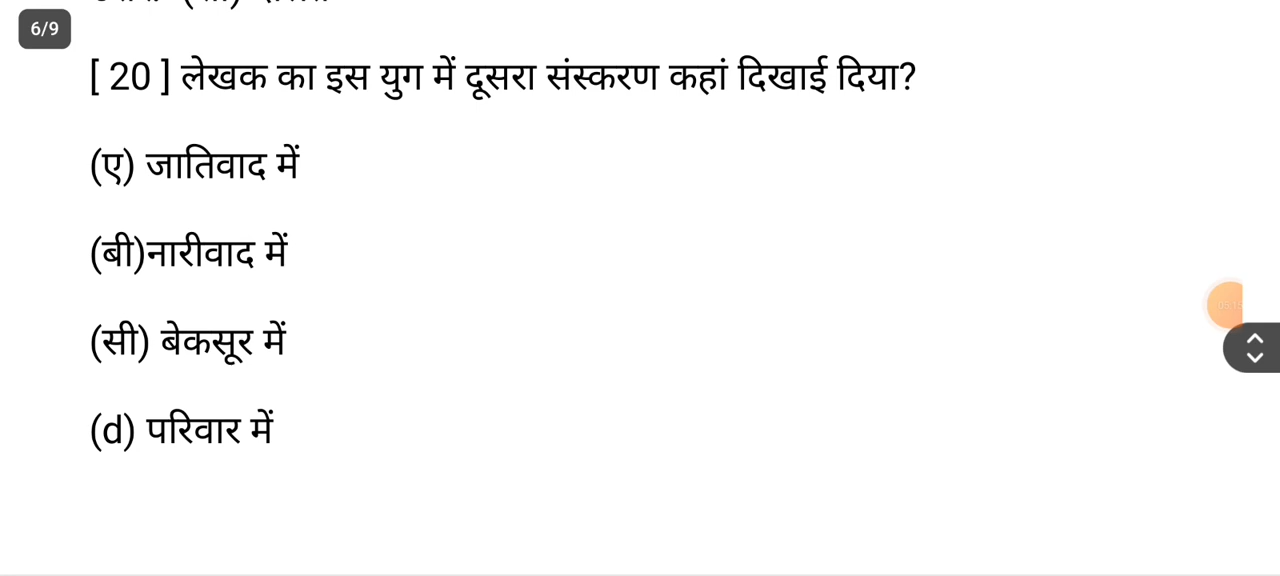 6/9
[ 20 ] लेखक का इस युग में दूसरा संस्करण कहां दिखाई दिया?
(ए) जातिवाद में
(बी)नारीवाद में
(सी) बेकसूर में
(d) परिवार में